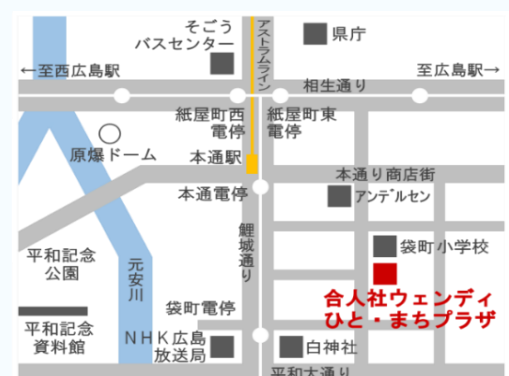 そごう
バスセンター
アストラムライン
県庁
←至西広島駅
相生通り
至広島駅→
紙屋町西
電停
紙屋町東
電停
原爆ドーム
本通駅
本通り商店街
本通電停
アンデルセン
鯉城通り
袋町小学校
平和記念
公園
元安川
合人社ウェンディ
ひと・まちプラザ
袋町電停
平和記念
資料館
NHK広島
放送局
白神社
平和大通り